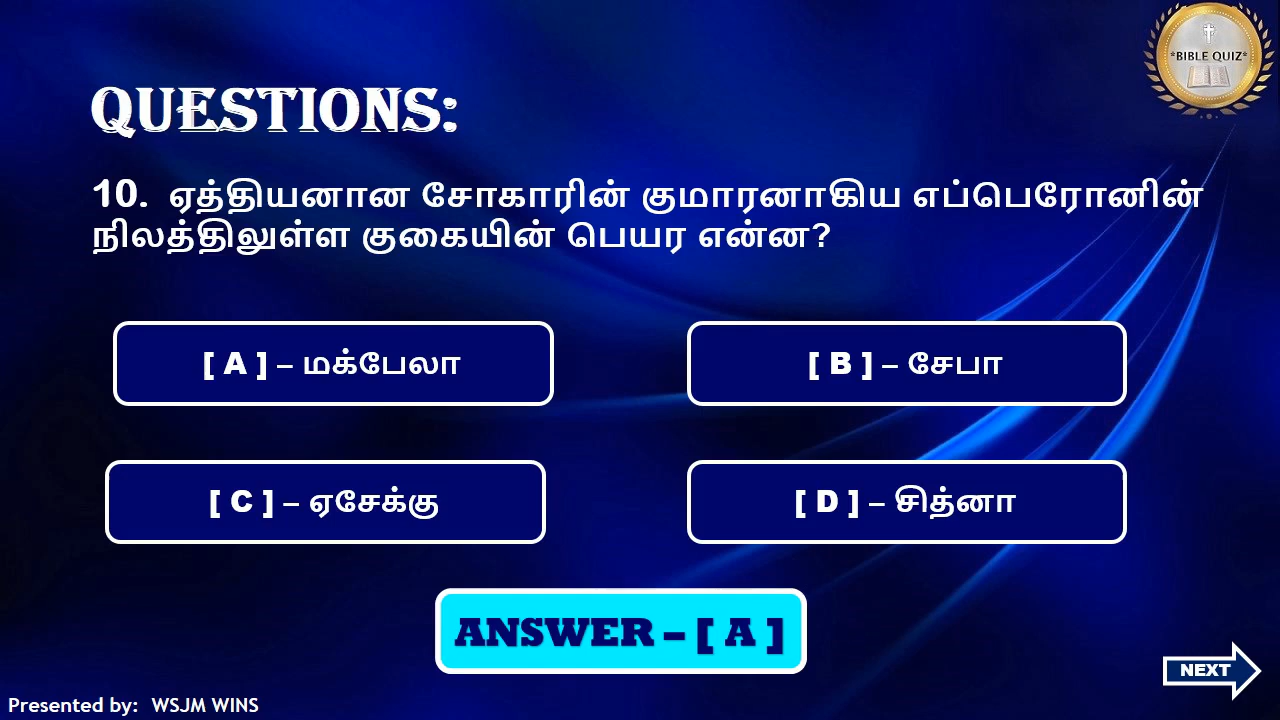 *BIBLE QUIZ*
QUESTIONS:
10. ஏத்தியனான சோகாரின் குமாரனாகிய எப்பெரோனின்
நிலத்திலுள்ள குகையின் பெயர என்ன?
[ A ] – மக்பேலா
[ B ] – சேபா
[ C ] – ஏசேக்கு
[ D ] – சித்னா
ANSWER – [ A ]
NEXT
Presented by: WSJM WINS